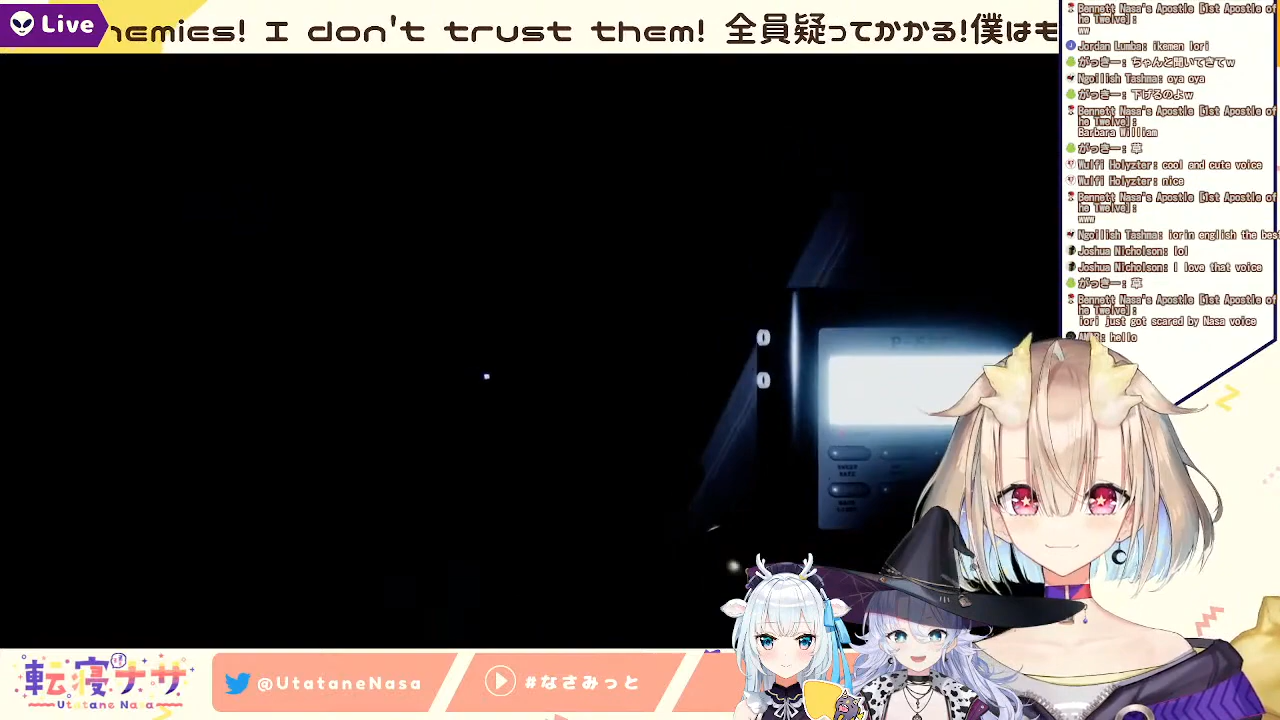 Live
nemies! I don't trust them! 全員疑ってかかる!僕はも
Bennett Nasa's Apostle [1st Apostle of
he Twelve]:
ww
Jordan Lumba: ikemen Iori
がっきー: ちゃんと聞いてきてw
Ngollish Tashma: oya oya
がっきー: 下げるのよw
Bennett Nasa's Apostle [1st Apostle of
he Twelve]:
Barbara William
がっきー: 草
Wulfi Holyzter: cool and cute voice
Wulfi Holyzter: nice
Bennett Nasa's Apostle [1st Apostle of
he Twelve]:
www
Ngollish Tashma: iorin english the best
Joshua Nicholson: lol
Joshua Nicholson: I love that voice
がっきー: 草
Bennett Nasa's Apostle [1st Apostle of
he Twelve]:
iori just got scared by Nasa voice
hello
転寝ナサ
Utatane Nasa
@UtataneNasa
#なさみっと